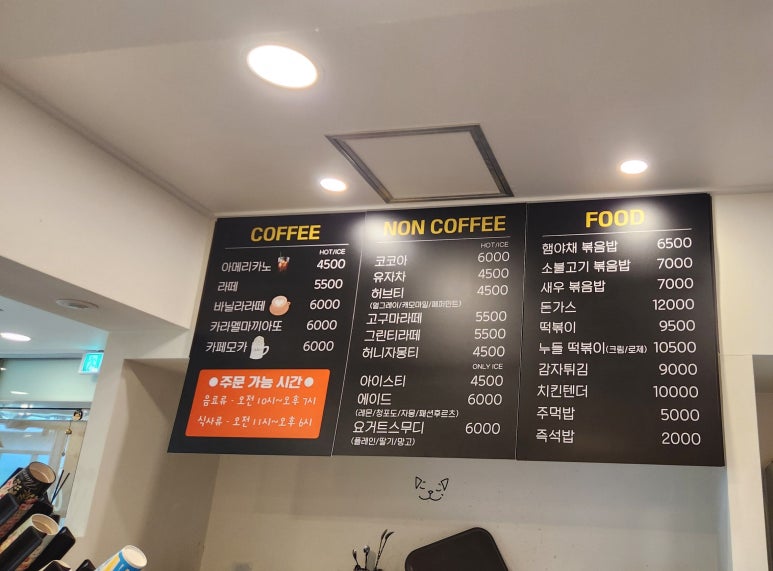 COFFEE
HOT/ICE
아메리카노 4500
라떼 5500
바닐라라떼 6000
카라멜마끼아또 6000
카페모카 6000
● 주문 가능 시간 ●
음료류 - 오전 10시~오후 7시
식사류 - 오전 11시~오후 6시
NON COFFEE
HOT/ICE
코코아 6000
유자차 4500
허브티 4500
(얼그레이/캐모마일/페퍼민트)
고구마라떼 5500
그린티라떼 5500
허니자몽티 4500
ONLY ICE
아이스티 4500
에이드 6000
(레몬/청포도/자몽/패션후르츠)
요거트스무디 6000
(플레인/딸기/망고)
FOOD
햄야채 볶음밥 6500
소불고기 볶음밥 7000
새우 볶음밥 7000
돈가스 12000
떡볶이 9500
누들 떡볶이(크림/로제) 10500
감자튀김 9000
치킨텐더 10000
주먹밥 5000
즉석밥 2000